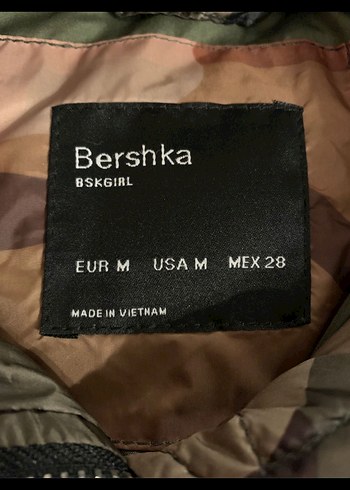 Bershka
BSKGIRL
EUR M USA M MEX 28
MADE IN VIETNAM